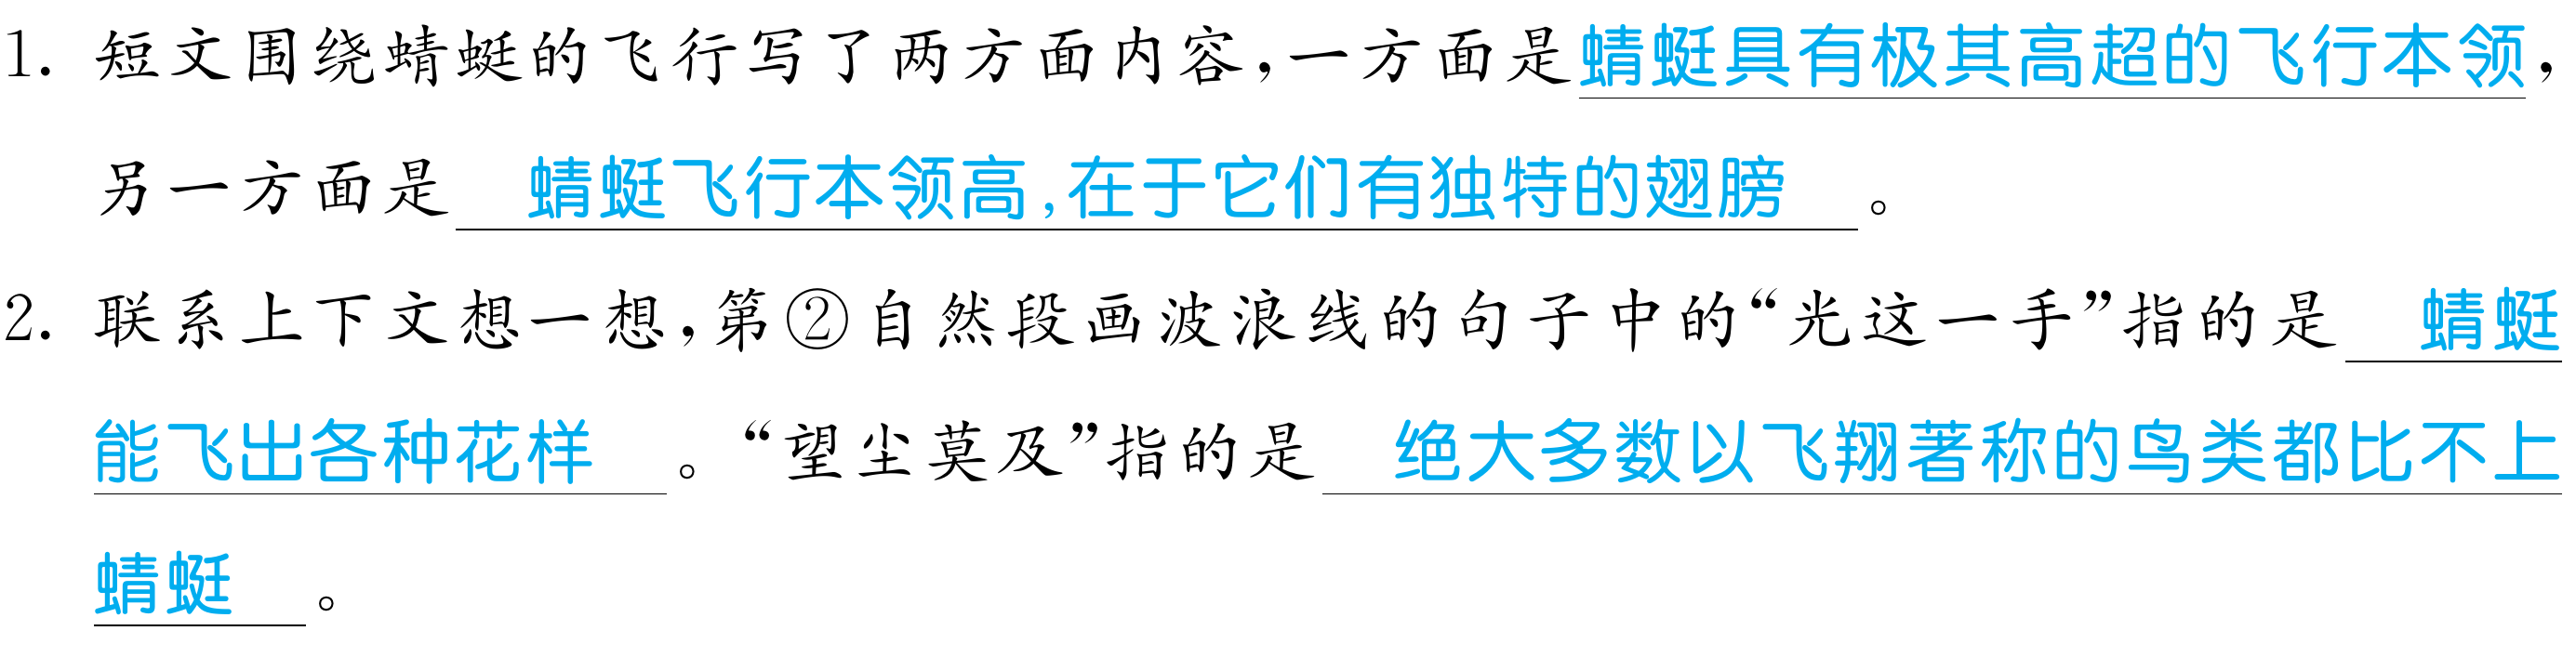 1. 短文围绕蜻蜓的飞行写了两方面内容,一方面是蜻蜓具有极其高超的飞行本领,
另一方面是 蜻蜓飞行本领高,在于它们有独特的翅膀 。
2. 联系上下文想一想,第②自然段画波浪线的句子中的“光这一手”指的是 蜻蜓
能飞出各种花样 。“望尘莫及”指的是 绝大多数以飞翔著称的鸟类都比不上
蜻蜓 。